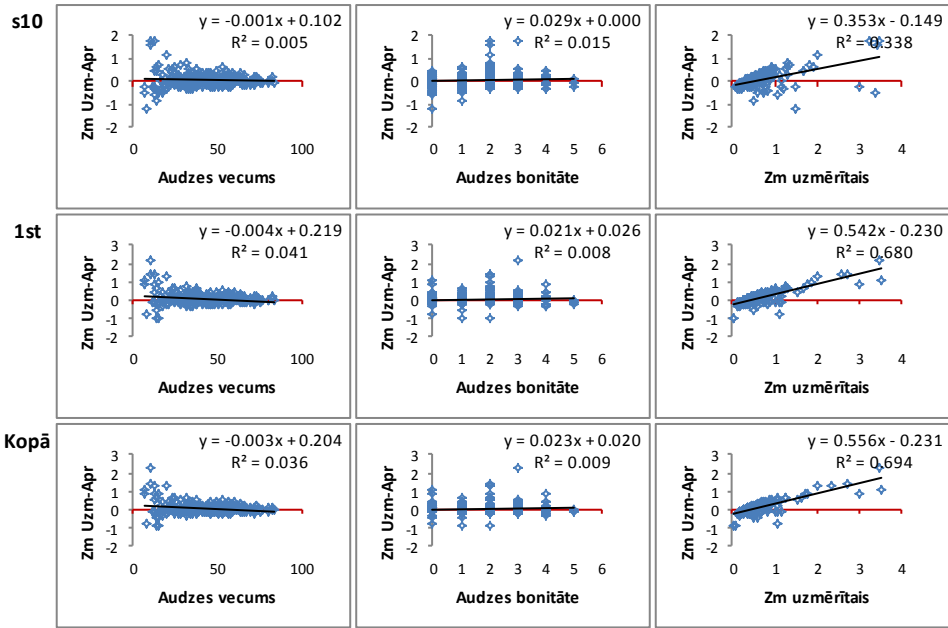 s10
y = -0.001x + 0.102
R² = 0.005
Zm Uzm-Apr
2
1
0
-1
-2
0 50 100
Audzes vecums
y = 0.029x + 0.000
R² = 0.015
Zm Uzm-Apr
2
1
0
-1
-2
0 1 2 3 4 5 6
Audzes bonitāte
y = 0.353x - 0.149
R² = 0.338
Zm Uzm-Apr
2
1
0
-1
-2
0 1 2 3 4
Zm uzmērītais
1st
y = -0.004x + 0.219
R² = 0.041
Zm Uzm-Apr
3
2
1
0
-1
-2
0 50 100
Audzes vecums
y = 0.021x + 0.026
R² = 0.008
Zm Uzm-Apr
3
2
1
0
-1
-2
0 1 2 3 4 5 6
Audzes bonitāte
y = 0.542x - 0.230
R² = 0.680
Zm Uzm-Apr
3
2
1
0
-1
-2
0 1 2 3 4
Zm uzmērītais
Kopā
y = -0.003x + 0.204
R² = 0.036
Zm Uzm-Apr
3
2
1
0
-1
-2
0 50 100
Audzes vecums
y = 0.023x + 0.020
R² = 0.009
Zm Uzm-Apr
3
2
1
0
-1
-2
0 1 2 3 4 5 6
Audzes bonitāte
y = 0.556x - 0.231
R² = 0.694
Zm Uzm-Apr
3
2
1
0
-1
-2
0 1 2 3 4
Zm uzmērītais